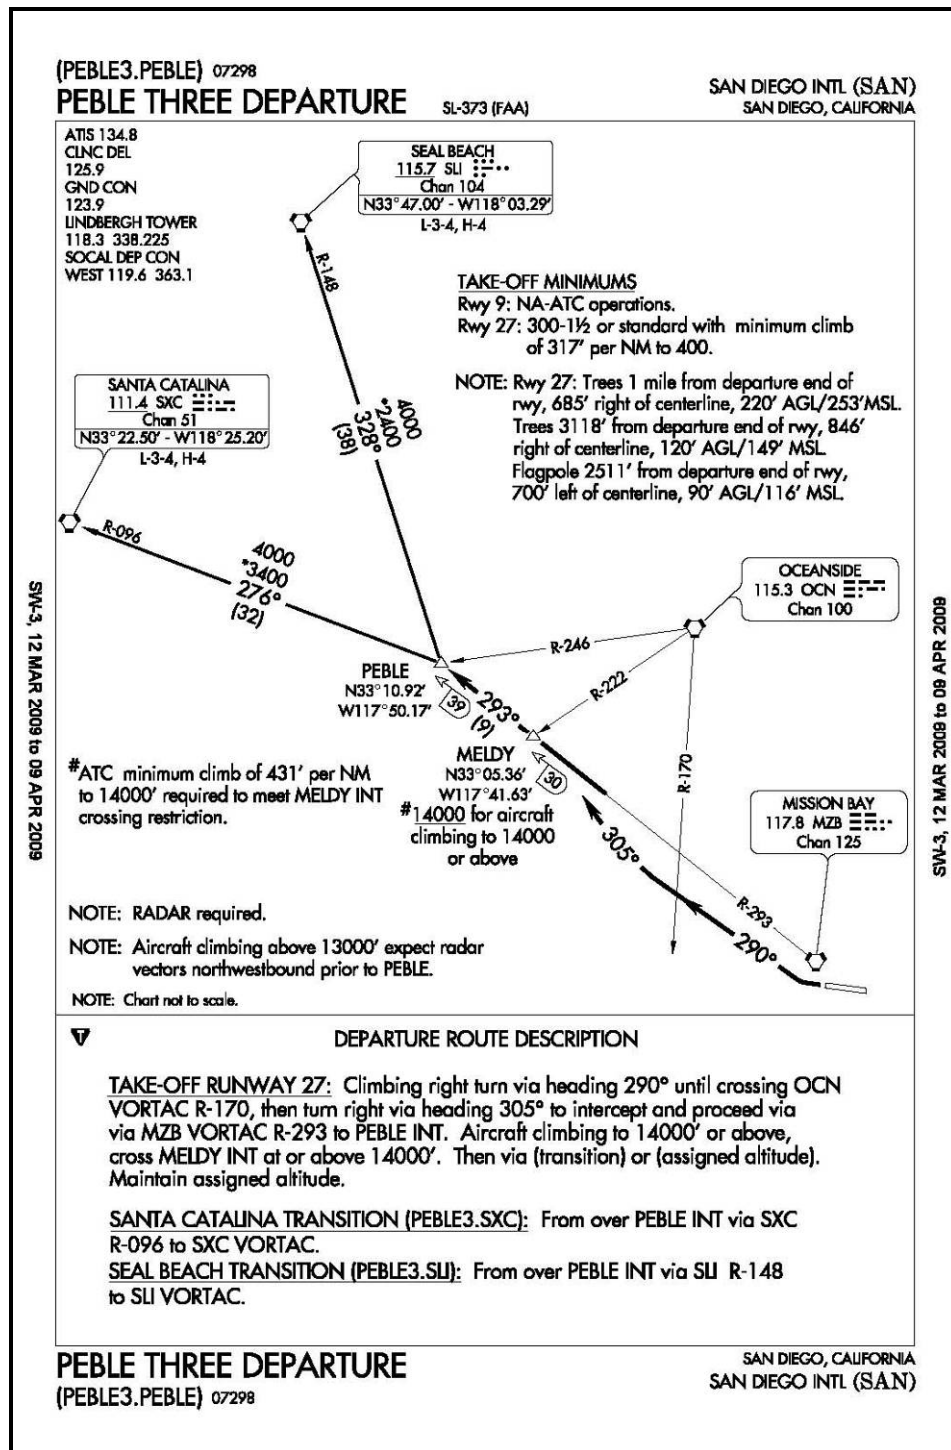 (PEBLE3.PEBLE) 07298
PEBLE THREE DEPARTURE
SL-373 (FAA)
SAN DIEGO INTL (SAN)
SAN DIEGO, CALIFORNIA
ATIS 134.8
CLNC DEL
125.9
GND CON
123.9
LINDBERGH TOWER
118.3 338.225
SOCAL DEP CON
WEST 119.6 363.1
SEAL BEACH
115.7 SLI
Chan 104
N33°47.00′ - W118°03.29′
L-3-4, H-4
R-148
TAKE-OFF MINIMUMS
Rwy 9: NA-ATC operations.
Rwy 27: 300-1½ or standard with minimum climb
of 317′ per NM to 400.
NOTE: Rwy 27: Trees 1 mile from departure end of
rwy, 685′ right of centerline, 220′ AGL/253′MSL.
Trees 3118′ from departure end of rwy, 846′
right of centerline, 120′ AGL/149′ MSL.
Flagpole 2511′ from departure end of rwy,
700′ left of centerline, 90′ AGL/116′ MSL.
SANTA CATALINA
111.4 SXC
Chan 51
N33°22.50′ - W118°25.20′
L-3-4, H-4
4000
*2400
328°
(38)
R-096
4000
*3400
276°
(32)
OCEANSIDE
115.3 OCN
Chan 100
R-246
R-222
R-170
PEBLE
N33°10.92′
W117°50.17′
39
293°
(9)
MELDY
N33°05.36′
W117°41.63′
30
#14000 for aircraft
climbing to 14000
or above
#ATC minimum climb of 431′ per NM
to 14000′ required to meet MELDY INT
crossing restriction.
MISSION BAY
117.8 MZB
Chan 125
305°
R-293
290°
NOTE: RADAR required.
NOTE: Aircraft climbing above 13000′ expect radar
vectors northwestbound prior to PEBLE.
NOTE: Chart not to scale.
SW-3, 12 MAR 2009 to 09 APR 2009
SW-3, 12 MAR 2009 to 09 APR 2009
T
DEPARTURE ROUTE DESCRIPTION
TAKE-OFF RUNWAY 27: Climbing right turn via heading 290° until crossing OCN
VORTAC R-170, then turn right via heading 305° to intercept and proceed via
via MZB VORTAC R-293 to PEBLE INT. Aircraft climbing to 14000′ or above,
cross MELDY INT at or above 14000′. Then via (transition) or (assigned altitude).
Maintain assigned altitude.
SANTA CATALINA TRANSITION (PEBLE3.SXC): From over PEBLE INT via SXC
R-096 to SXC VORTAC.
SEAL BEACH TRANSITION (PEBLE3.SLI): From over PEBLE INT via SLI R-148
to SLI VORTAC.
PEBLE THREE DEPARTURE
(PEBLE3.PEBLE) 07298
SAN DIEGO, CALIFORNIA
SAN DIEGO INTL (SAN)